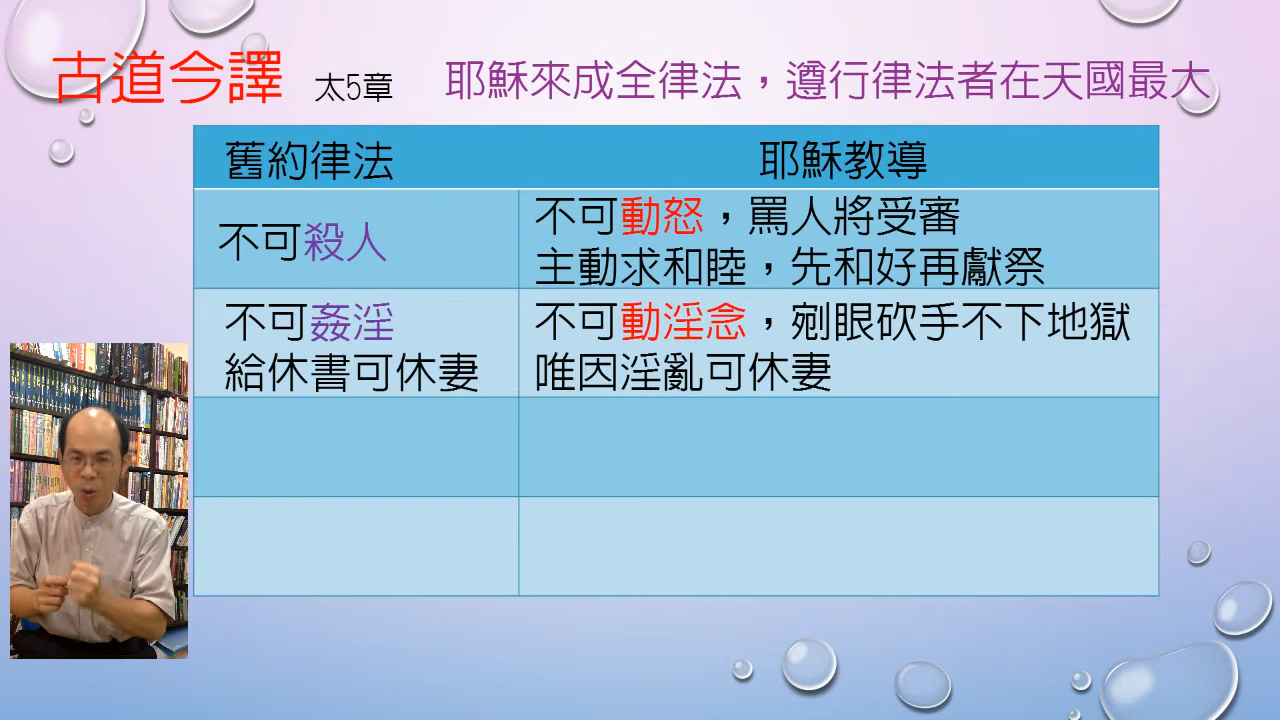 古道今譯 太5章 耶穌來成全律法，遵行律法者在天國最大
舊約律法 耶穌教導
不可殺人
不可動怒，罵人將受審
主動求和睦，先和好再獻祭
不可姦淫
給休書可休妻
不可動淫念，剜眼砍手不下地獄
唯因淫亂可休妻